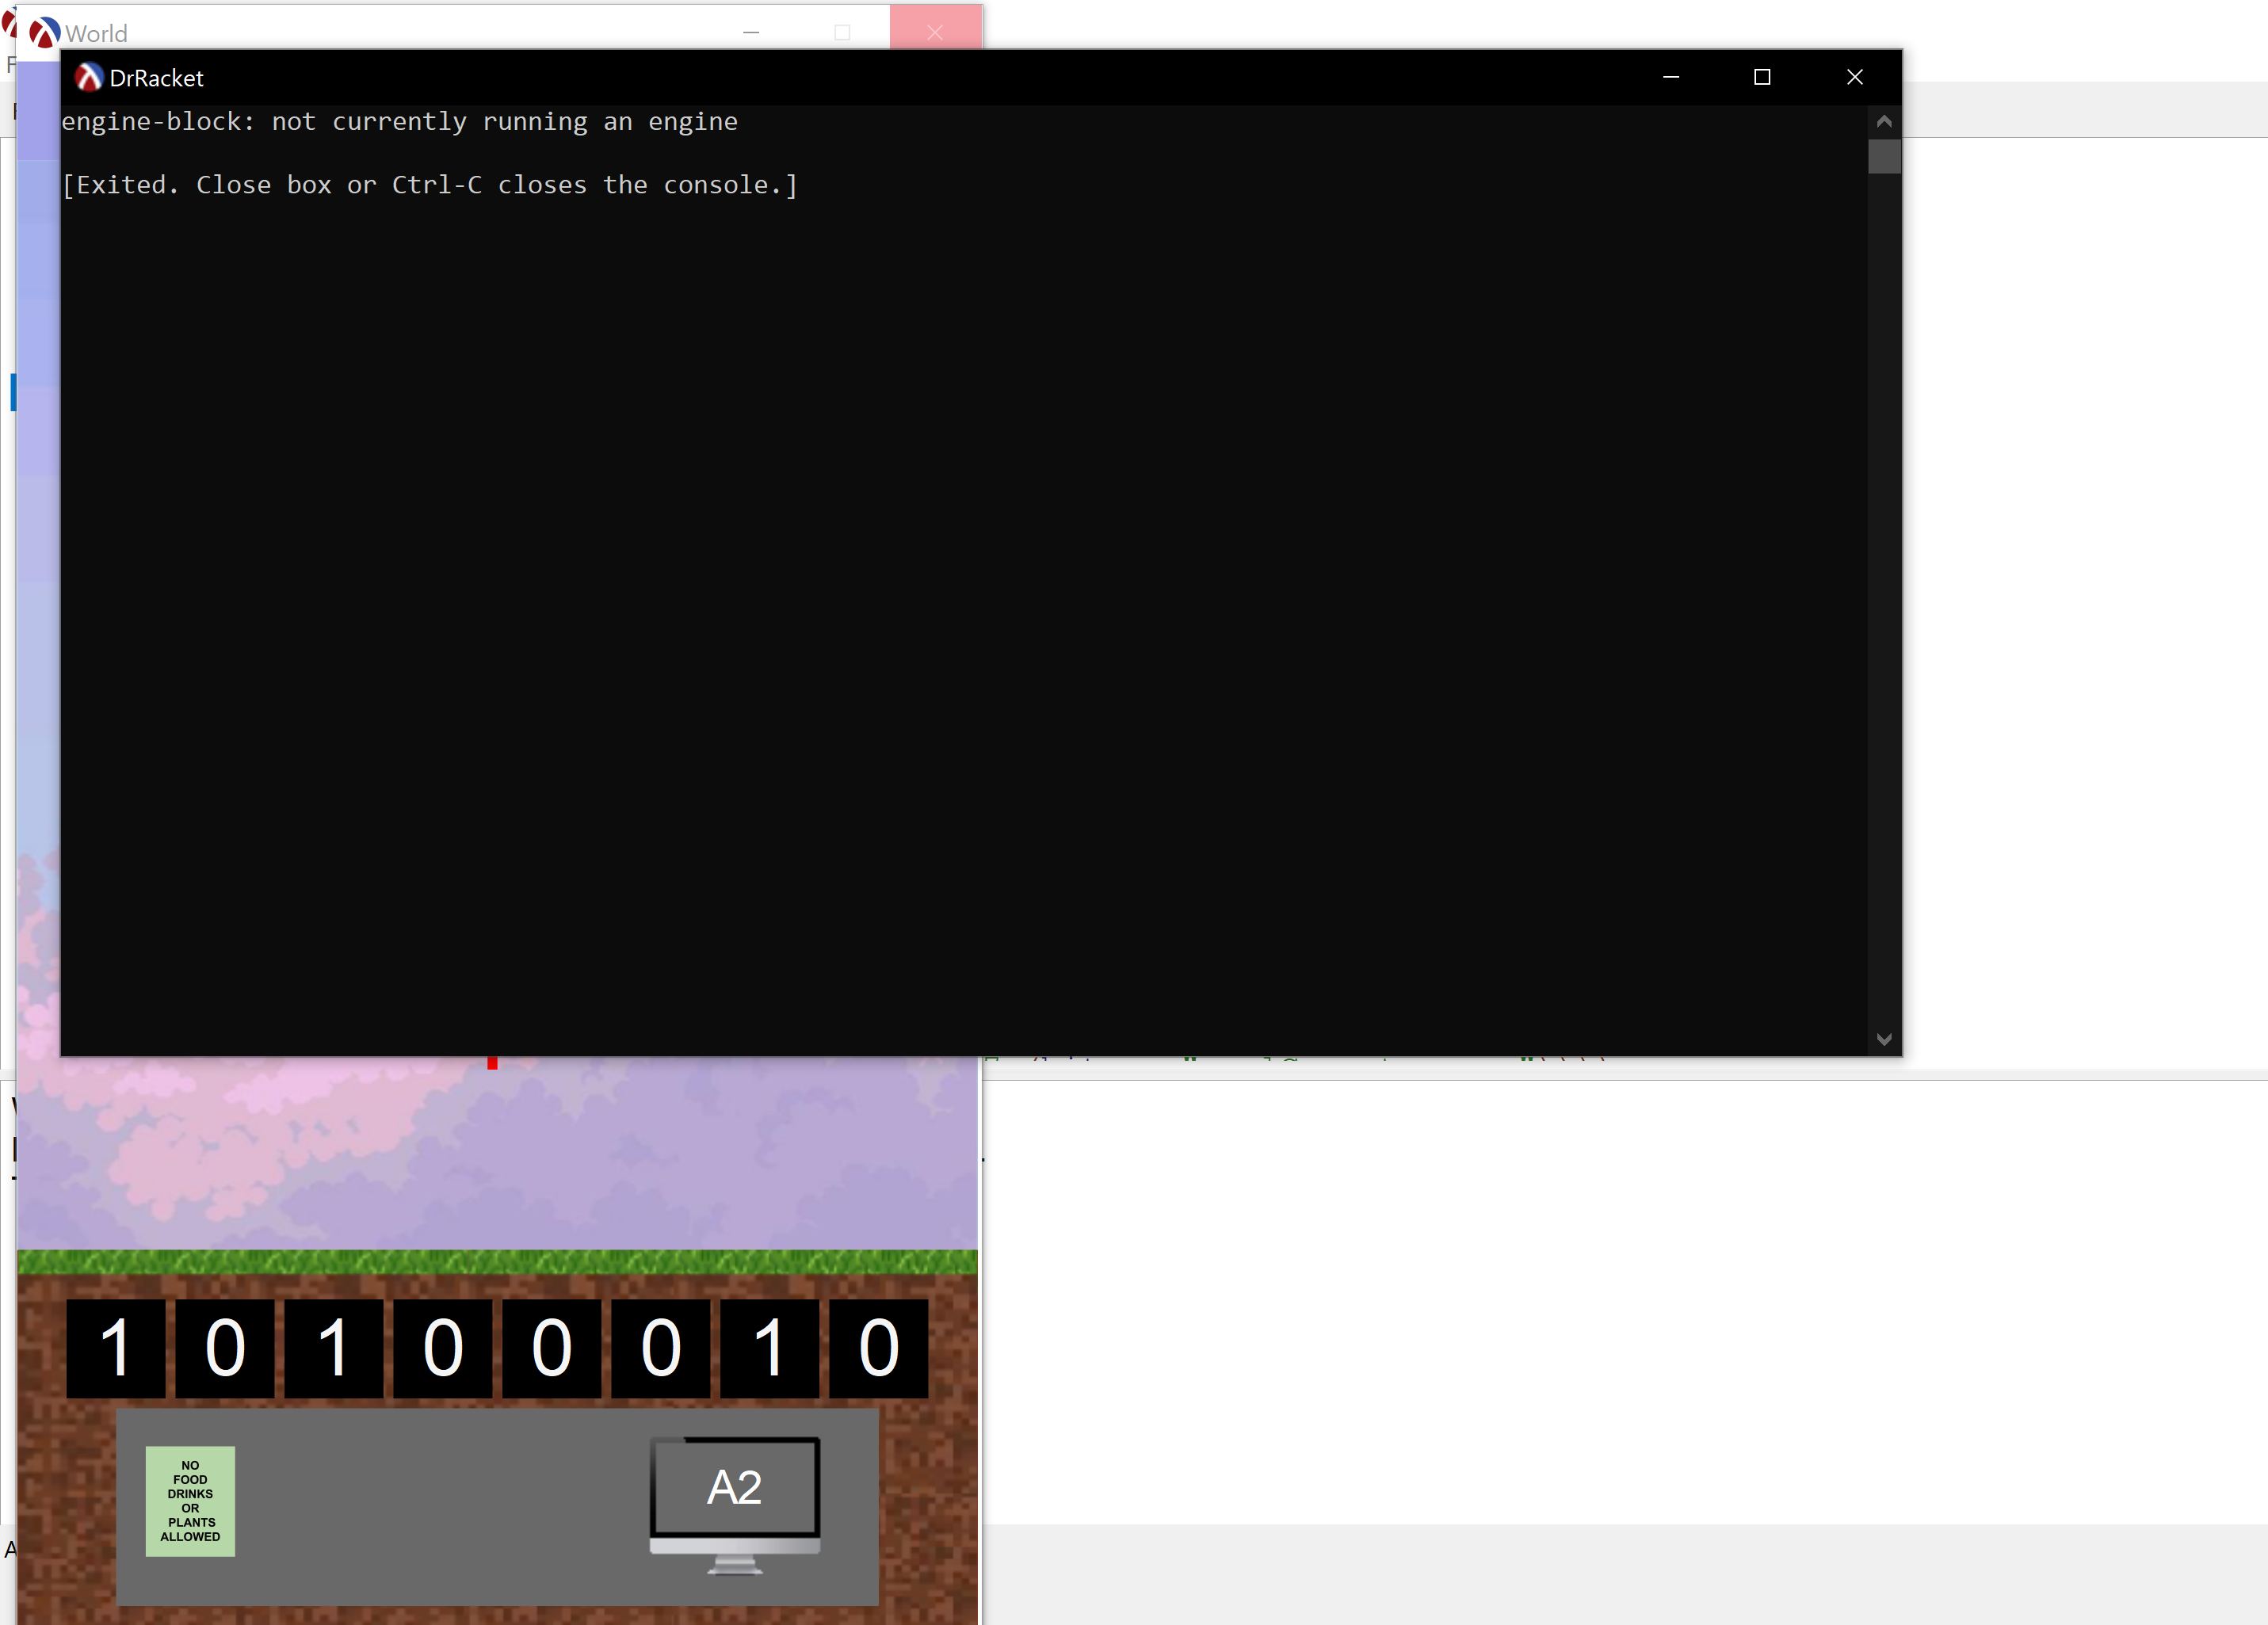 World
DrRacket
engine-block: not currently running an engine
[Exited. Close box or Ctrl-C closes the console.]
1 0 1 0 0 0 1 0
NO
FOOD
DRINKS
OR
PLANTS
ALLOWED
A2